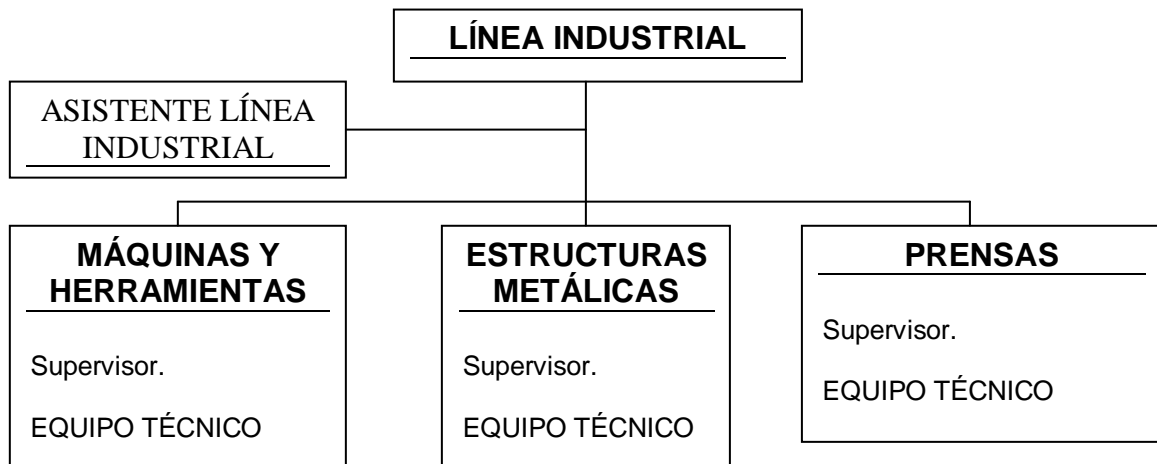 LÍNEA INDUSTRIAL
ASISTENTE LÍNEA
INDUSTRIAL
MÁQUINAS Y
HERRAMIENTAS
Supervisor.
EQUIPO TÉCNICO
ESTRUCTURAS
METÁLICAS
Supervisor.
EQUIPO TÉCNICO
PRENSAS
Supervisor.
EQUIPO TÉCNICO